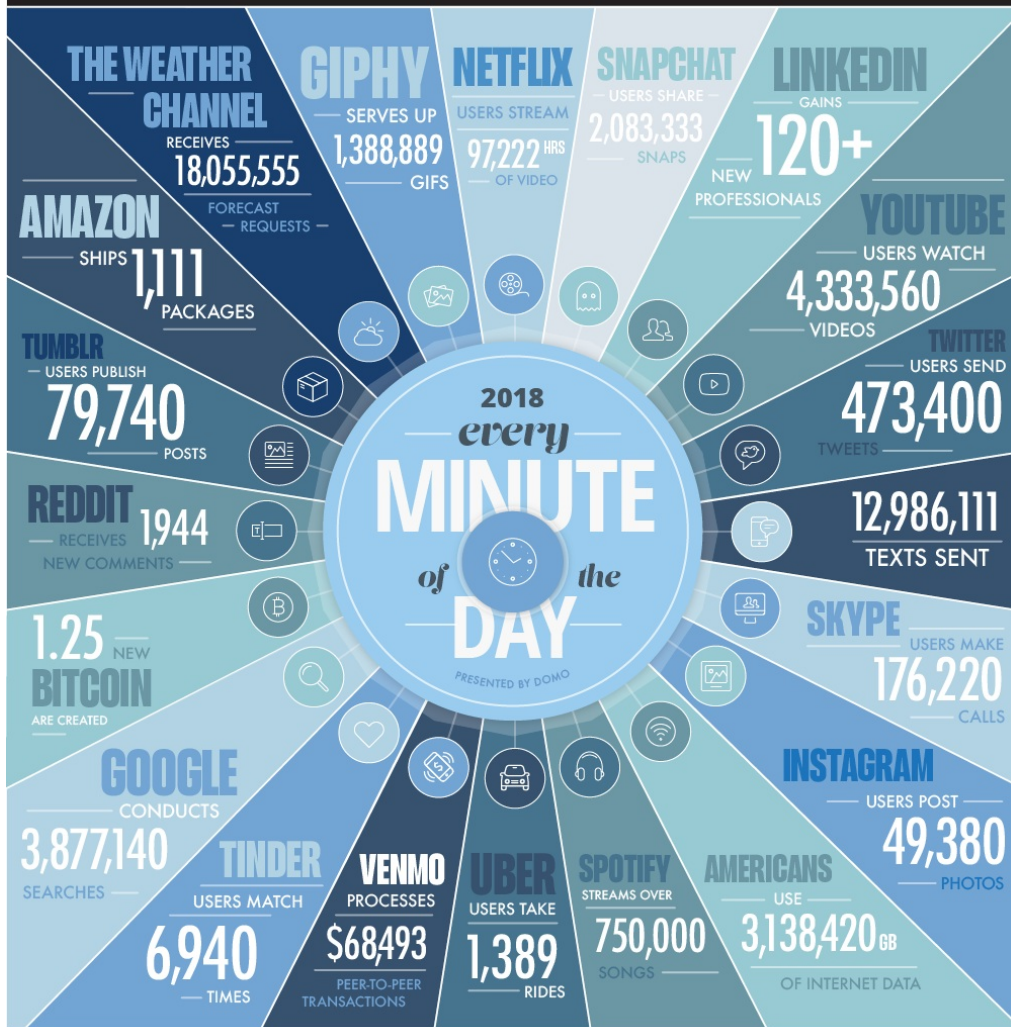 THE WEATHER
CHANNEL
RECEIVES
18,055,555
FORECAST
REQUESTS
GIPHY
SERVES UP
1,388,889
GIFS
NETFLIX
USERS STREAM
97,222 HRS
OF VIDEO
SNAPCHAT
USERS SHARE
2,083,333
SNAPS
LINKEDIN
GAINS
120+
NEW
PROFESSIONALS
YOUTUBE
USERS WATCH
4,333,560
VIDEOS
TWITTER
USERS SEND
473,400
TWEETS
12,986,111
TEXTS SENT
SKYPE
USERS MAKE
176,220
CALLS
INSTAGRAM
USERS POST
49,380
PHOTOS
AMERICANS
USE
3,138,420 GB
OF INTERNET DATA
SPOTIFY
STREAMS OVER
750,000
SONGS
UBER
USERS TAKE
1,389
RIDES
VENMO
PROCESSES
$68,493
PEER-TO-PEER
TRANSACTIONS
TINDER
USERS MATCH
6,940
TIMES
GOOGLE
CONDUCTS
3,877,140
SEARCHES
1.25 NEW
BITCOIN
ARE CREATED
REDDIT
RECEIVES 1944
NEW COMMENTS
TUMBLR
USERS PUBLISH
79,740
POSTS
AMAZON
SHIPS 1,111
PACKAGES
2018
every
MINUTE
of the
DAY
PRESENTED BY DOMO